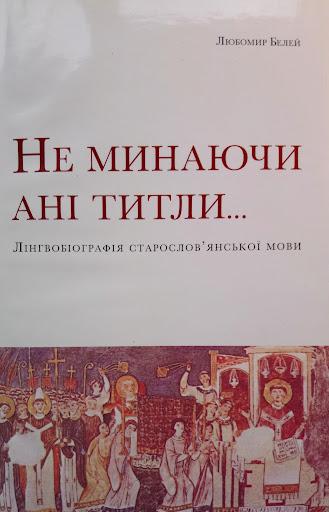 Любомир Белей
Не минаючи
ані титли...
Лінгвобіографія старослов'янської мови